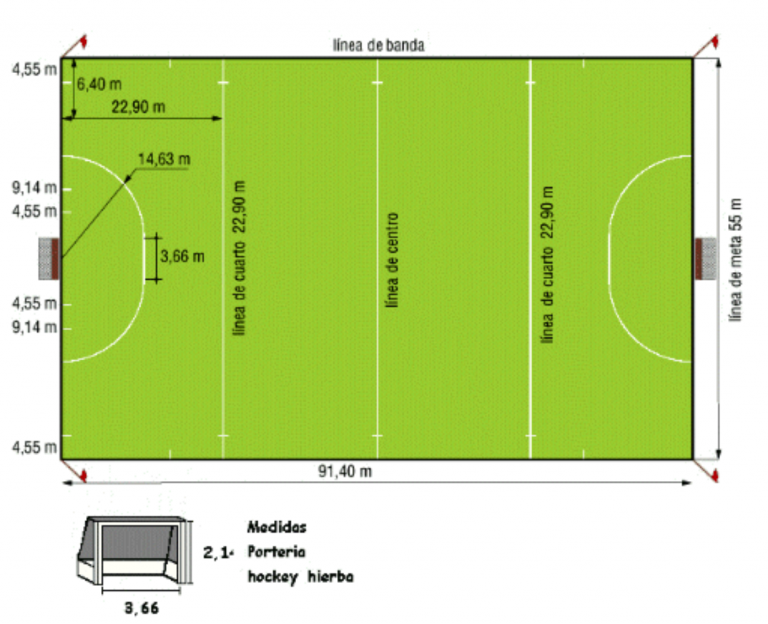 línea de banda
4,55 m
6,40 m
22,90 m
14,63 m
9,14 m
4,55 m
3,66 m
4,55 m
9,14 m
4,55 m
línea de cuarto 22,90 m
línea de centro
línea de cuarto 22,90 m
línea de meta 55 m
91,40 m
Medidas
Porteria
hockey hierba
3,66